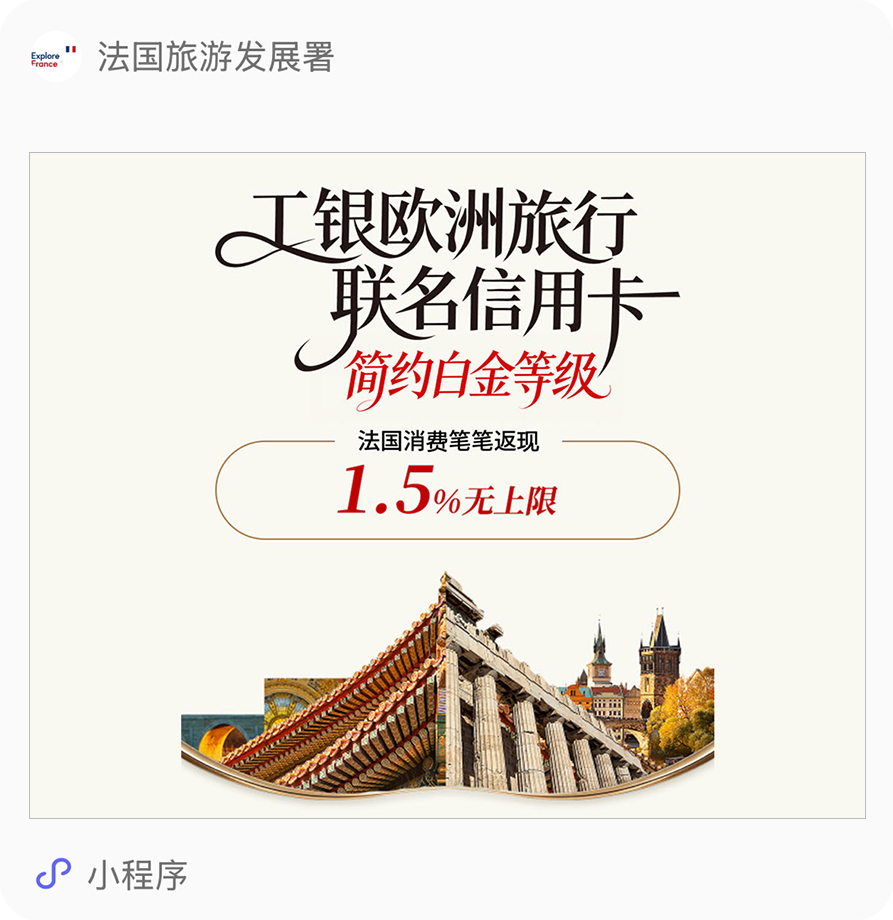 Explore
France
法国旅游发展署
工银欧洲旅行
联名信用卡
简约白金等级
法国消费笔笔返现
1.5%无上限
小程序